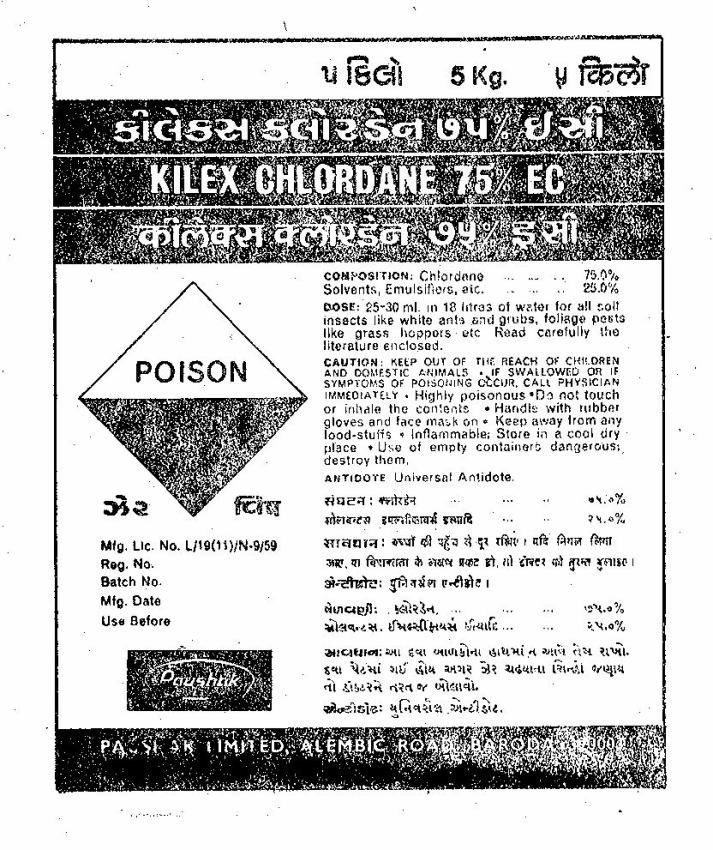 ૫ કિલો 5 Kg. ५ किलो
કીલેક્સ ક્લોરડેન ૭૫% ઇસી
KILEX CHLORDANE 75% EC
कीलेक्स क्लोरडेन ७५% इसी
COMPOSITION: Chlordane ... ... .. 75.0%
Solvents, Emulsifiers, etc. ... ... .. 25.0%
DOSE: 25-30 ml. in 18 litres of water for all soil
insects like white ants and grubs, foliage pests
like grass hoppers etc Read carefully the
literature enclosed.
CAUTION: KEEP OUT OF THE REACH OF CHILDREN
AND DOMESTIC ANIMALS • IF SWALLOWED OR IF
SYMPTOMS OF POISONING OCCUR, CALL PHYSICIAN
IMMEDIATELY • Highly poisonous • Do not touch
or inhale the contents • Handle with rubber
gloves and face mask on • Keep away from any
food-stuffs • Inflammable; Store in a cool dry
place • Use of empty containers dangerous;
destroy them.
ANTIDOTE Universal Antidote.
POISON
ઝેર विष
संघटन : क्लोरडेन ... ... .. ७५.०%
सोलवन्टस इमल्सीफायर्स इत्यादि ... .. २५.०%
सावधान : बच्चों की पहुँच से दूर रखिए । यदि निगल लिया
जाए, या विषाक्तता के लक्षण प्रकट हो, तो डॉक्टर को तुरन्त बुलाइए ।
अेन्टीडोट: युनिवर्सल एन्टीडोट ।
મેળવણી: ક્લોરડેન, ... ... ... ૭૫.૦%
સોલવન્ટસ, ઈમલ્સીફાયર્સ ઈત્યાદિ ... ... ૨૫.૦%
સાવધાન: આ દવા બાળકોના હાથમાં ન આવે તેમ રાખો.
દવા પેટમાં ગઈ હોય અગર ઝેર ચઢયાના ચિન્હો જણાય
તો ડૉક્ટરને તરત જ બોલાવો.
એન્ટીડોટ: યુનિવર્સલ એન્ટીડોટ.
Mfg. Lic. No. L/19(11)/N-9/59
Reg. No.
Batch No.
Mfg. Date
Use Before
Paushak
PAUSHAK LIMITED, ALEMBIC ROAD, BARODA